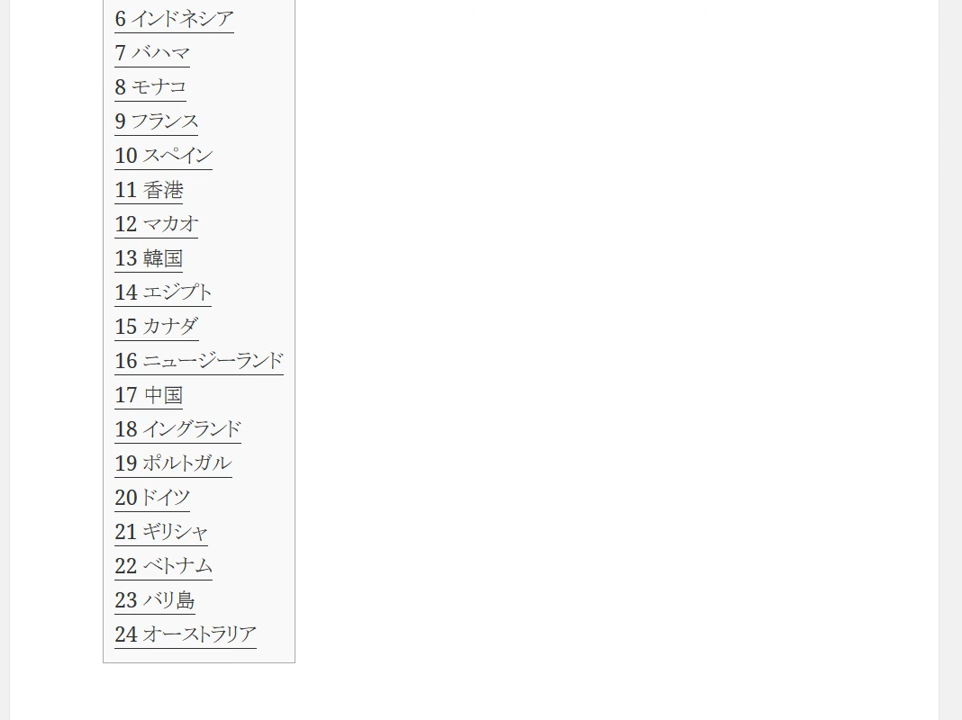 6 インドネシア
7 バハマ
8 モナコ
9 フランス
10 スペイン
11 香港
12 マカオ
13 韓国
14 エジプト
15 カナダ
16 ニュージーランド
17 中国
18 イングランド
19 ポルトガル
20 ドイツ
21 ギリシャ
22 ベトナム
23 バリ島
24 オーストラリア